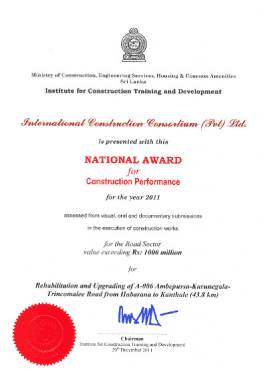 Ministry of Construction, Engineering Services, Housing & Common Amenities
Sri Lanka
Institute for Construction Training and Development
International Construction Consortium (Pvt) Ltd.
is presented with this
NATIONAL AWARD
for
Construction Performance
for the year 2011
assessed from visual, oral and documentary submissions
in the execution of construction works
for the Road Sector
value exceeding Rs: 1000 million
for
Rehabilitation and Upgrading of A-006 Ambepussa-Kurunegala-
Trincomalee Road from Habarana to Kanthale (43.8 km)
Chairman
Institute for Construction Training and Development
29th December 2011